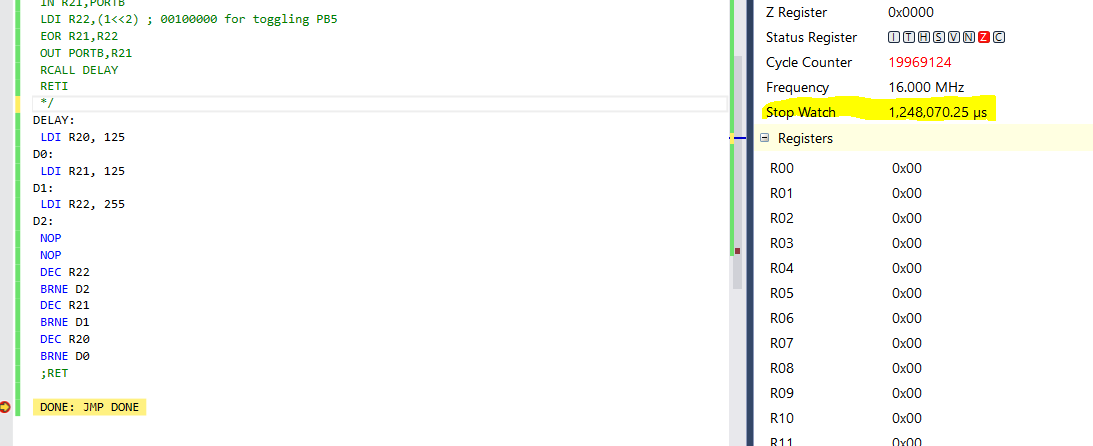 IN R21,PORTB
LDI R22,(1<<2) ; 00100000 for toggling PB5
EOR R21,R22
OUT PORTB,R21
RCALL DELAY
RETI
*/
DELAY:
LDI R20, 125
D0:
LDI R21, 125
D1:
LDI R22, 255
D2:
NOP
NOP
DEC R22
BRNE D2
DEC R21
BRNE D1
DEC R20
BRNE D0
;RET
DONE: JMP DONE
Z Register 0x0000
Status Register I T H S V N Z C
Cycle Counter 19969124
Frequency 16.000 MHz
Stop Watch 1,248,070.25 µs
Registers
R00 0x00
R01 0x00
R02 0x00
R03 0x00
R04 0x00
R05 0x00
R06 0x00
R07 0x00
R08 0x00
R09 0x00
R10 0x00
R11 0x00